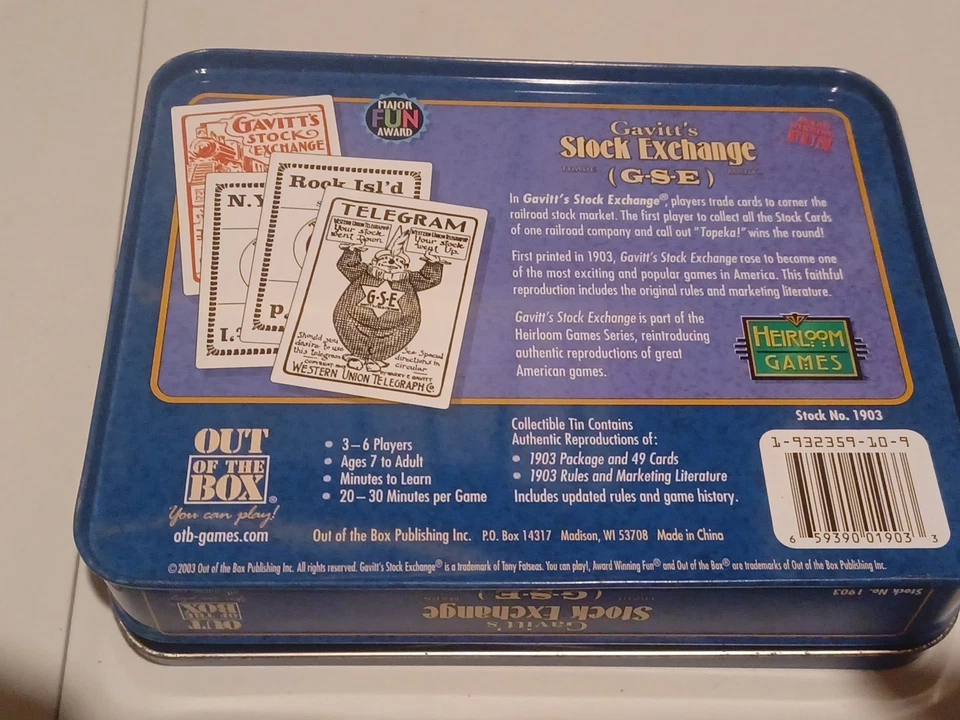 GAVITT'S
STOCK
EXCHANGE
N.Y
Rock Isl'd
TELEGRAM
WESTERN UNION TELEGRAPH
Your stock
Went Down.
WESTERN UNION TELEGRAPH
Your stock
Went Up.
G-S-E
Should you
desire to use
this telegram
See Special
directions in
circular
COPYRIGHT 1903
BY HARRY E. GAVITT
WESTERN UNION TELEGRAPH Co
MAJOR
FUN
AWARD
Gavitt's
Stock Exchange
TRADE MARK
(G-S-E)
In Gavitt's Stock Exchange®, players trade cards to corner the
railroad stock market. The first player to collect all the Stock Cards
of one railroad company and call out "Topeka!" wins the round!
First printed in 1903, Gavitt's Stock Exchange rose to become one
of the most exciting and popular games in America. This faithful
reproduction includes the original rules and marketing literature.
Gavitt's Stock Exchange is part of the
Heirloom Games Series, reintroducing
authentic reproductions of great
American games.
HEIRLOOM
GAMES
Stock No. 1903
OUT
OF THE
BOX®
You can play!
otb-games.com
• 3–6 Players
• Ages 7 to Adult
• Minutes to Learn
• 20–30 Minutes per Game
Collectible Tin Contains
Authentic Reproductions of:
• 1903 Package and 49 Cards
• 1903 Rules and Marketing Literature
Includes updated rules and game history.
1-932359-10-9
6 59390 01903 3
Out of the Box Publishing Inc. P.O. Box 14317 Madison, WI 53708 Made in China
© 2003 Out of the Box Publishing Inc. All rights reserved. Gavitt's Stock Exchange® is a trademark of Tony Fatseas. You can play!, Award Winning Fun® and Out of the Box® are trademarks of Out of the Box Publishing Inc.
OUT
OF THE
BOX
Gavitt's
Stock Exchange
(G-S-E)
Stock No. 1903